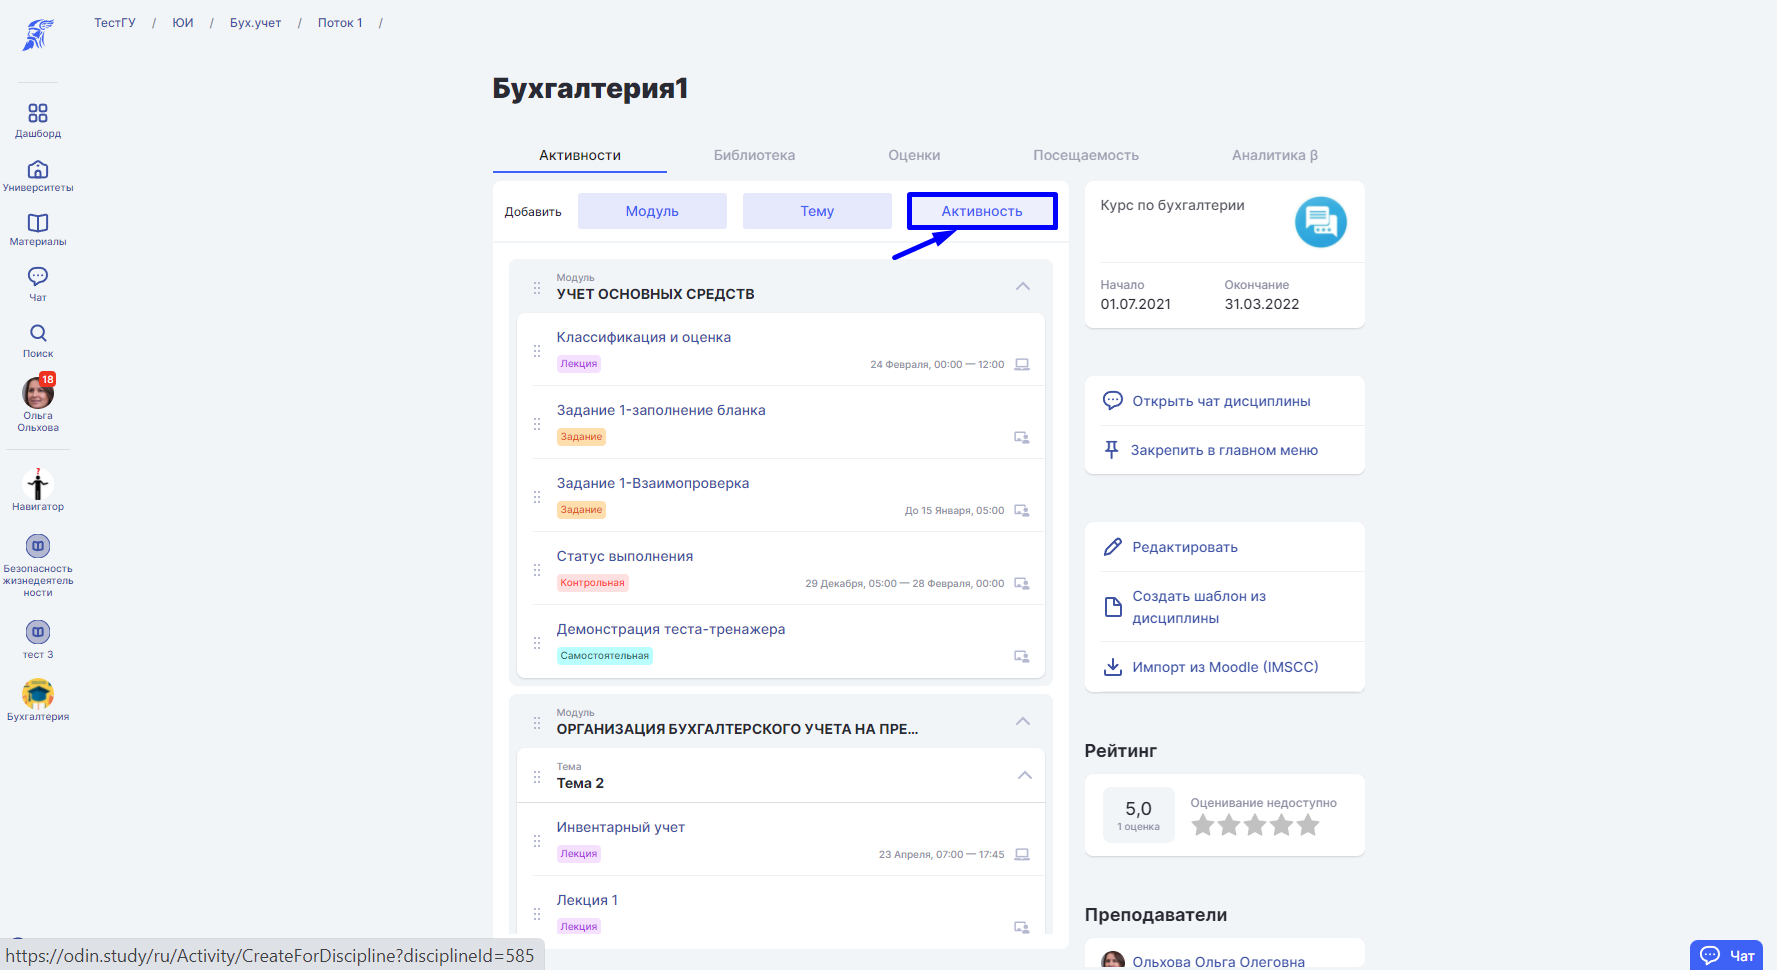 ТестГУ / ЮИ / Бух.учет / Поток 1 /
Дашборд
Университеты
Материалы
Чат
Поиск
18
Ольга
Ольхова
?
Навигатор
Безопасность
жизнедеятель
ности
тест 3
Бухгалтерия
Бухгалтерия1
Активности Библиотека Оценки Посещаемость Аналитика β
Добавить Модуль Тему Активность
Модуль
УЧЕТ ОСНОВНЫХ СРЕДСТВ
Классификация и оценка
Лекция 24 Февраля, 00:00 — 12:00
Задание 1-заполнение бланка
Задание
Задание 1-Взаимопроверка
Задание До 15 Января, 05:00
Статус выполнения
Контрольная 29 Декабря, 05:00 — 28 Февраля, 00:00
Демонстрация теста-тренажера
Самостоятельная
Модуль
ОРГАНИЗАЦИЯ БУХГАЛТЕРСКОГО УЧЕТА НА ПРЕ...
Тема
Тема 2
Инвентарный учет
Лекция 23 Апреля, 07:00 — 17:45
Лекция 1
Лекция
Курс по бухгалтерии
Начало Окончание
01.07.2021 31.03.2022
Открыть чат дисциплины
Закрепить в главном меню
Редактировать
Создать шаблон из
дисциплины
Импорт из Moodle (IMSCC)
Рейтинг
5,0 Оценивание недоступно
1 оценка
Преподаватели
Ольхова Ольга Олеговна
Чат
https://odin.study/ru/Activity/CreateForDiscipline?disciplineId=585